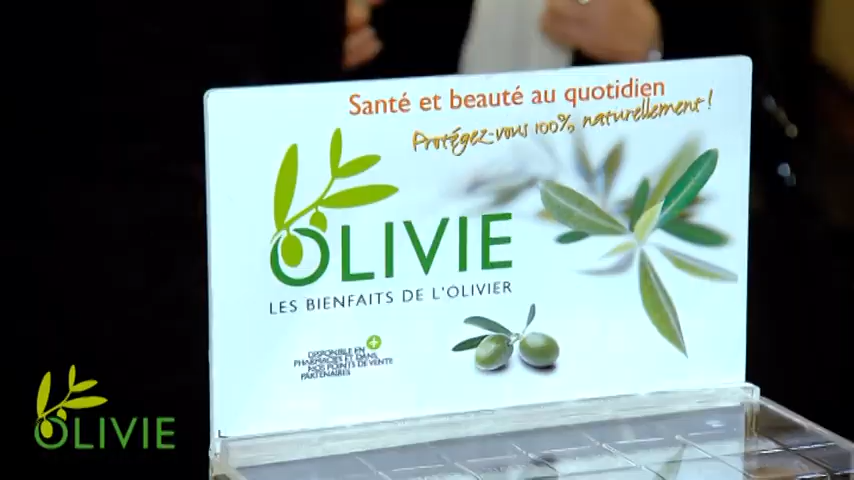 Santé et beauté au quotidien
Protégez-vous 100% naturellement !
OLIVIE
LES BIENFAITS DE L'OLIVIER
DISPONIBLE EN
PHARMACIES ET DANS
NOS POINTS DE VENTE
PARTENAIRES
OLIVIE